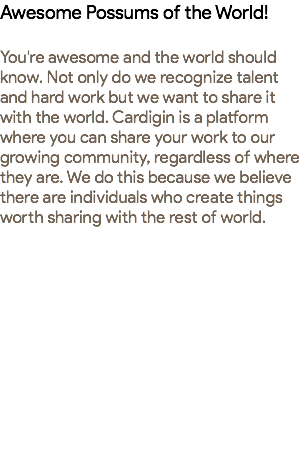 Awesome Possums of the World!
You're awesome and the world should
know. Not only do we recognize talent
and hard work but we want to share it
with the world. Cardigin is a platform
where you can share your work to our
growing community, regardless of where
they are. We do this because we believe
there are individuals who create things
worth sharing with the rest of world.